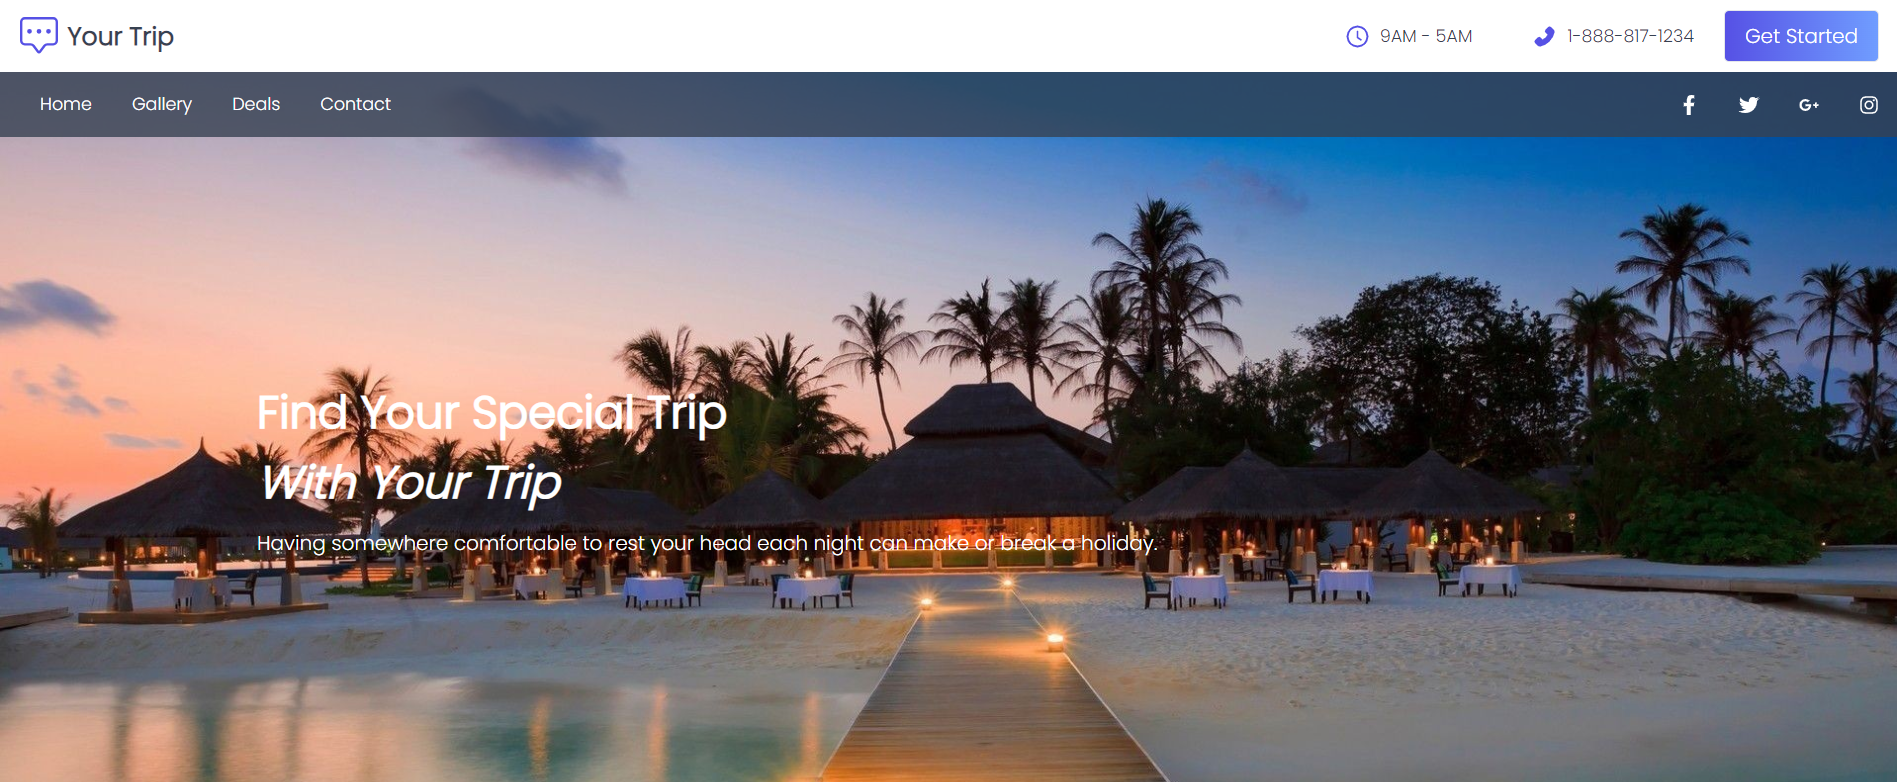 Your Trip
9AM - 5AM
1-888-817-1234
Get Started
Home
Gallery
Deals
Contact
G+
Find Your Special Trip
With Your Trip
Having somewhere comfortable to rest your head each night can make or break a holiday.